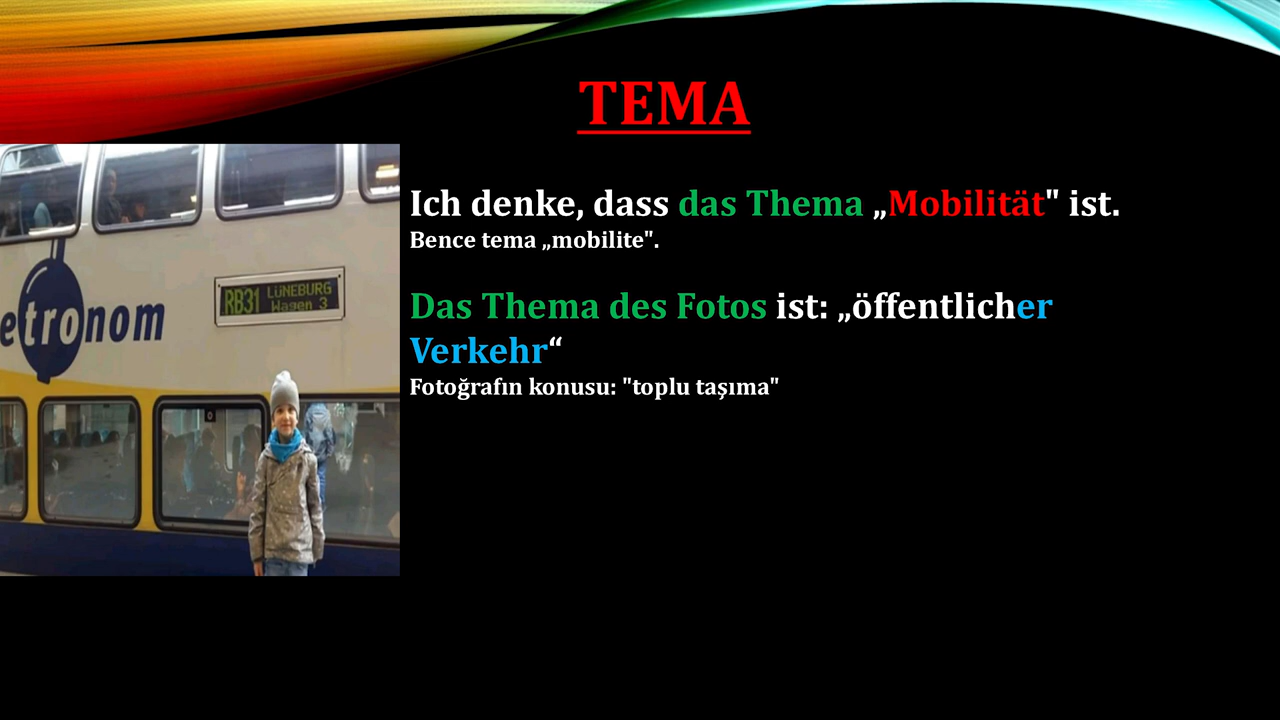 TEMA
Ich denke, dass das Thema „Mobilität" ist.
Bence tema „mobilite".
Das Thema des Fotos ist: „öffentlicher
Verkehr“
Fotoğrafın konusu: "toplu taşıma"
etronom
RB31 LÜNEBURG
Wagen 3